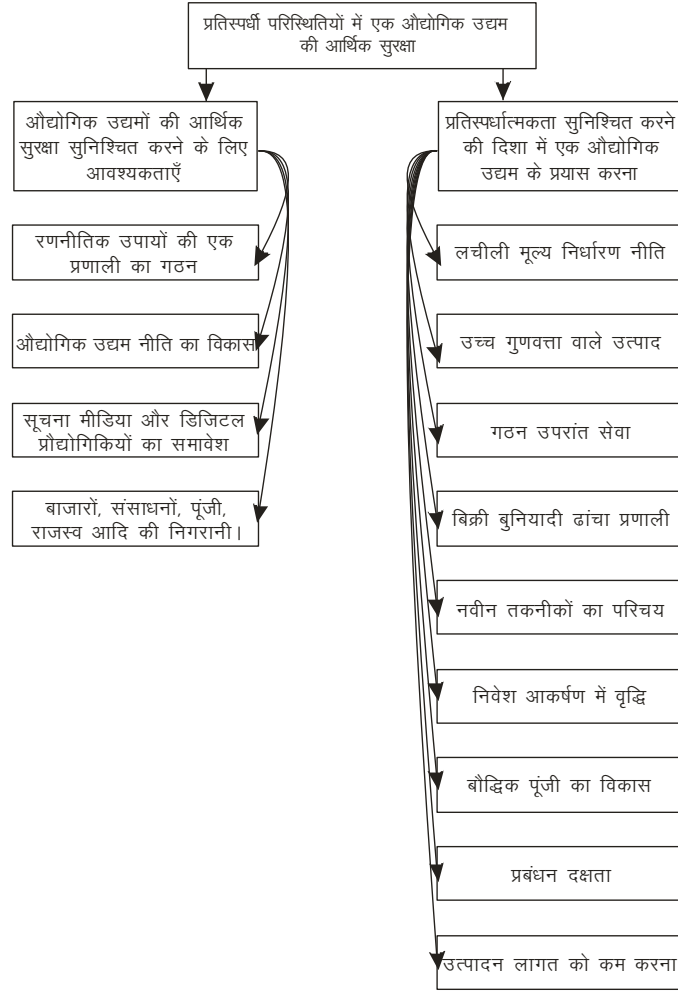 प्रतिस्पर्धी परिस्थितियों में एक औद्योगिक उद्यम
की आर्थिक सुरक्षा
औद्योगिक उद्यमों की आर्थिक
सुरक्षा सुनिश्चित करने के लिए
आवश्यकताएँ
रणनीतिक उपायों की एक
प्रणाली का गठन
औद्योगिक उद्यम नीति का विकास
सूचना मीडिया और डिजिटल
प्रौद्योगिकियों का समावेश
बाजारों, संसाधनों, पूंजी,
राजस्व आदि की निगरानी।
प्रतिस्पर्धात्मकता सुनिश्चित करने
की दिशा में एक औद्योगिक
उद्यम के प्रयास करना
लचीली मूल्य निर्धारण नीति
उच्च गुणवत्ता वाले उत्पाद
गठन उपरांत सेवा
बिक्री बुनियादी ढांचा प्रणाली
नवीन तकनीकों का परिचय
निवेश आकर्षण में वृद्धि
बौद्धिक पूंजी का विकास
प्रबंधन दक्षता
उत्पादन लागत को कम करना